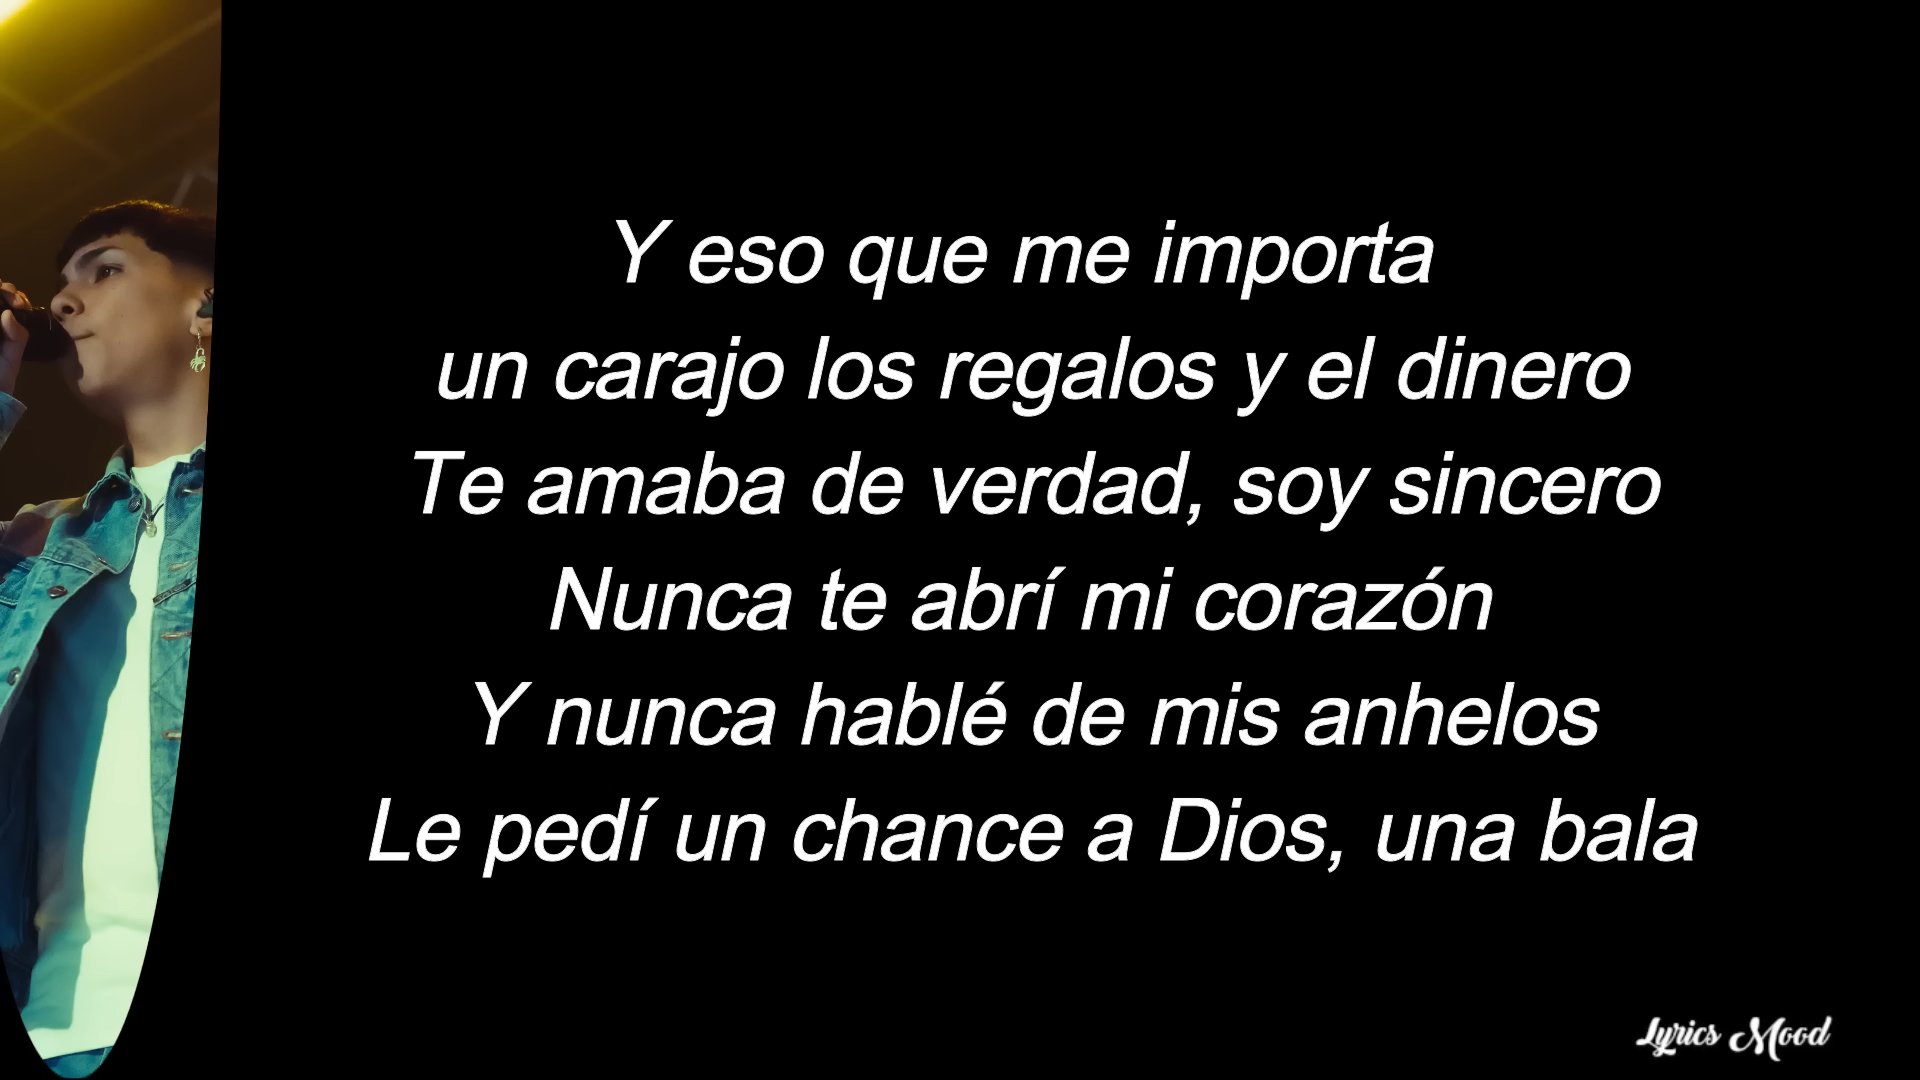 Y eso que me importa
un carajo los regalos y el dinero
Te amaba de verdad, soy sincero
Nunca te abrí mi corazón
Y nunca hablé de mis anhelos
Le pedí un chance a Dios, una bala
Lyrics Mood